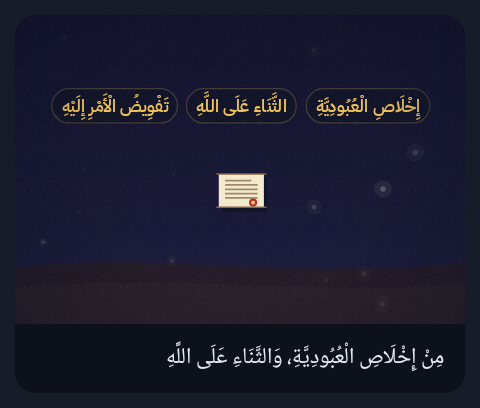 إِخْلَاصِ الْعُبُودِيَّةِ الثَّنَاءِ عَلَى اللَّهِ تَفْوِيضُ الْأَمْرِ إِلَيْهِ
مِنْ إِخْلَاصِ الْعُبُودِيَّةِ، وَالثَّنَاءِ عَلَى اللَّهِ